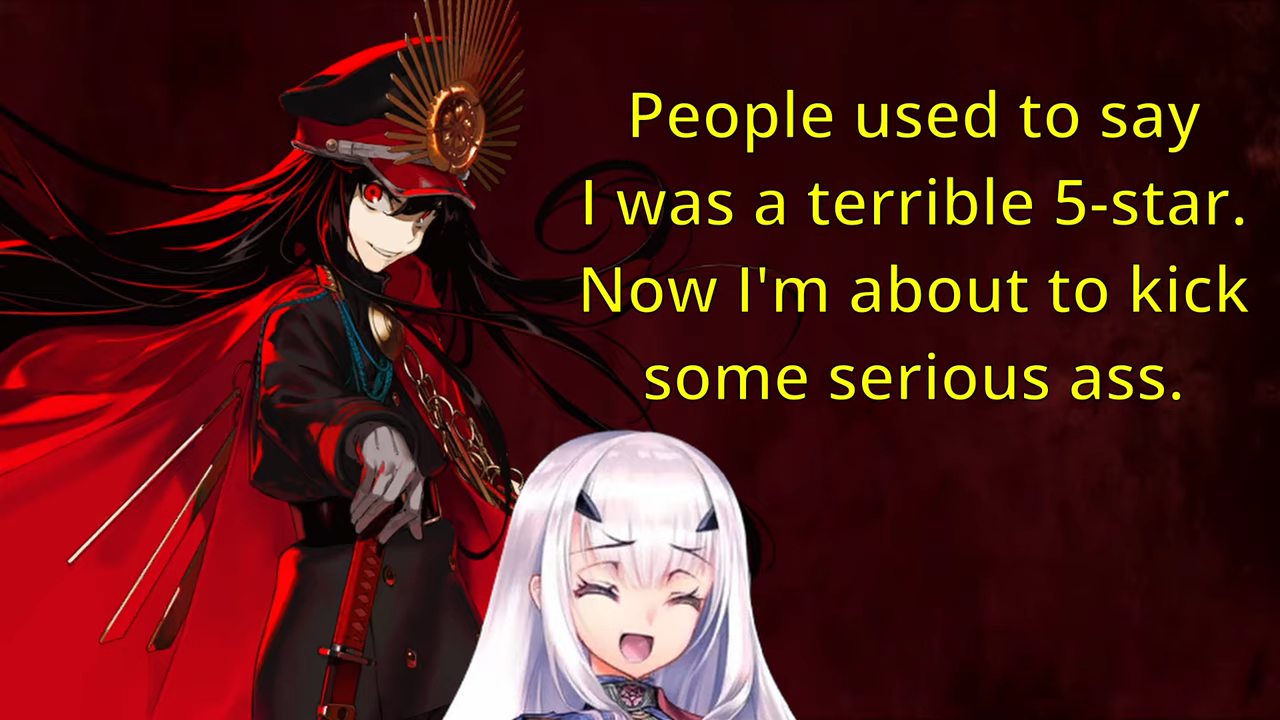 People used to say
I was a terrible 5-star.
Now I'm about to kick
some serious ass.